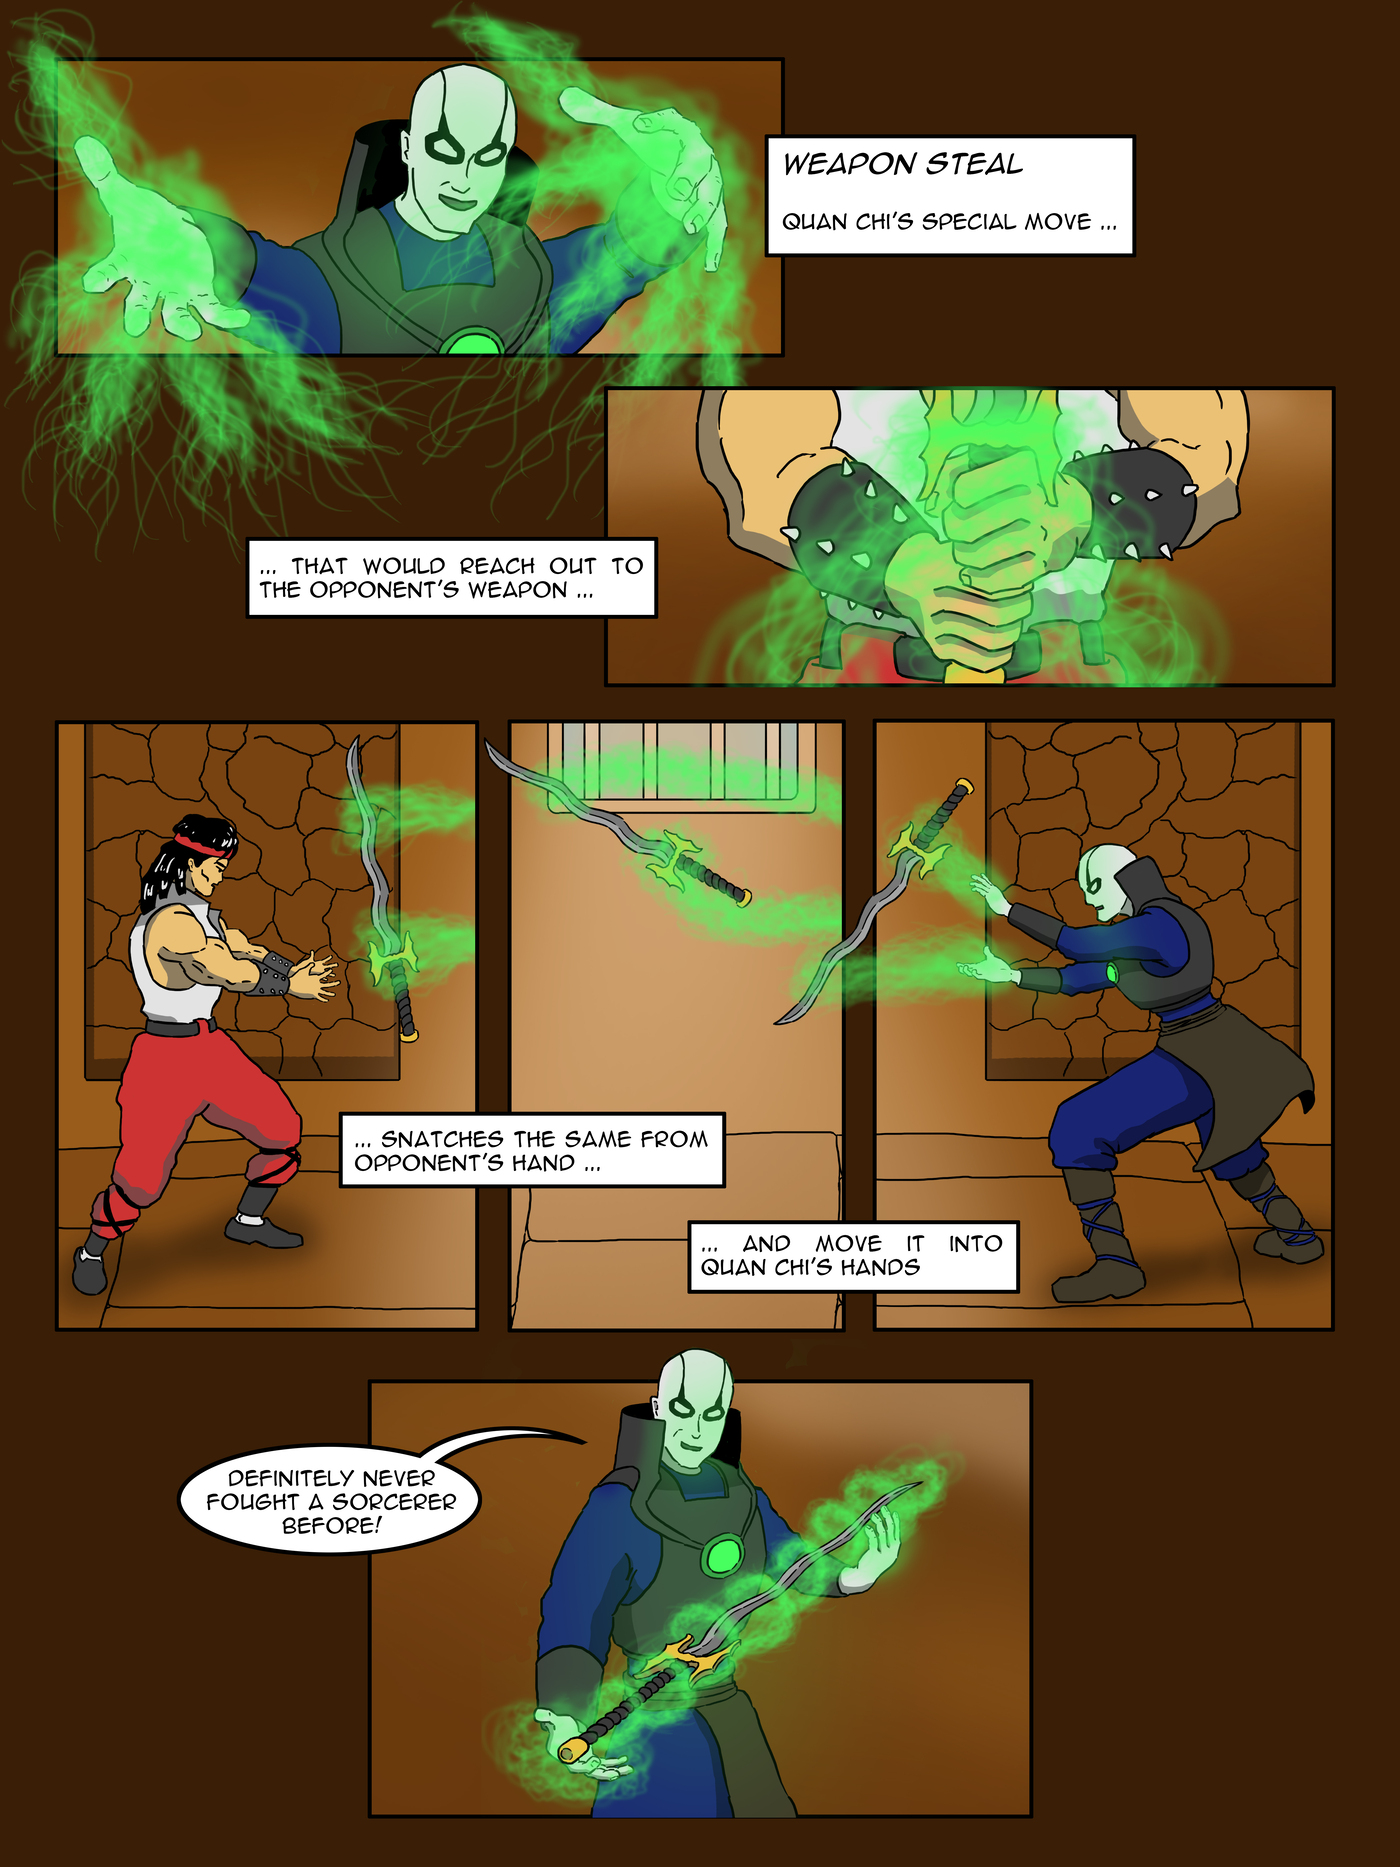 WEAPON STEAL
QUAN CHI'S SPECIAL MOVE ...
... THAT WOULD REACH OUT TO
THE OPPONENT'S WEAPON ...
... SNATCHES THE SAME FROM
OPPONENT'S HAND ...
... AND MOVE IT INTO
QUAN CHI'S HANDS
DEFINITELY NEVER
FOUGHT A SORCERER
BEFORE!